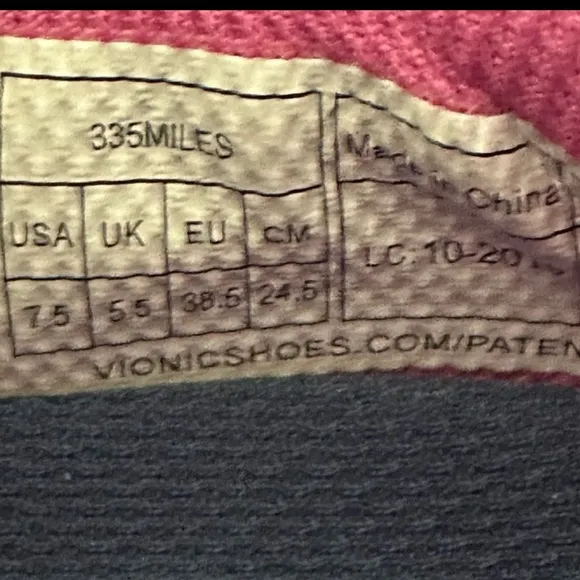 335MILES
Made in China
USA UK EU CM
LC:10-20
7.5 5.5 38.5 24.5
VIONICSHOES.COM/PATEN